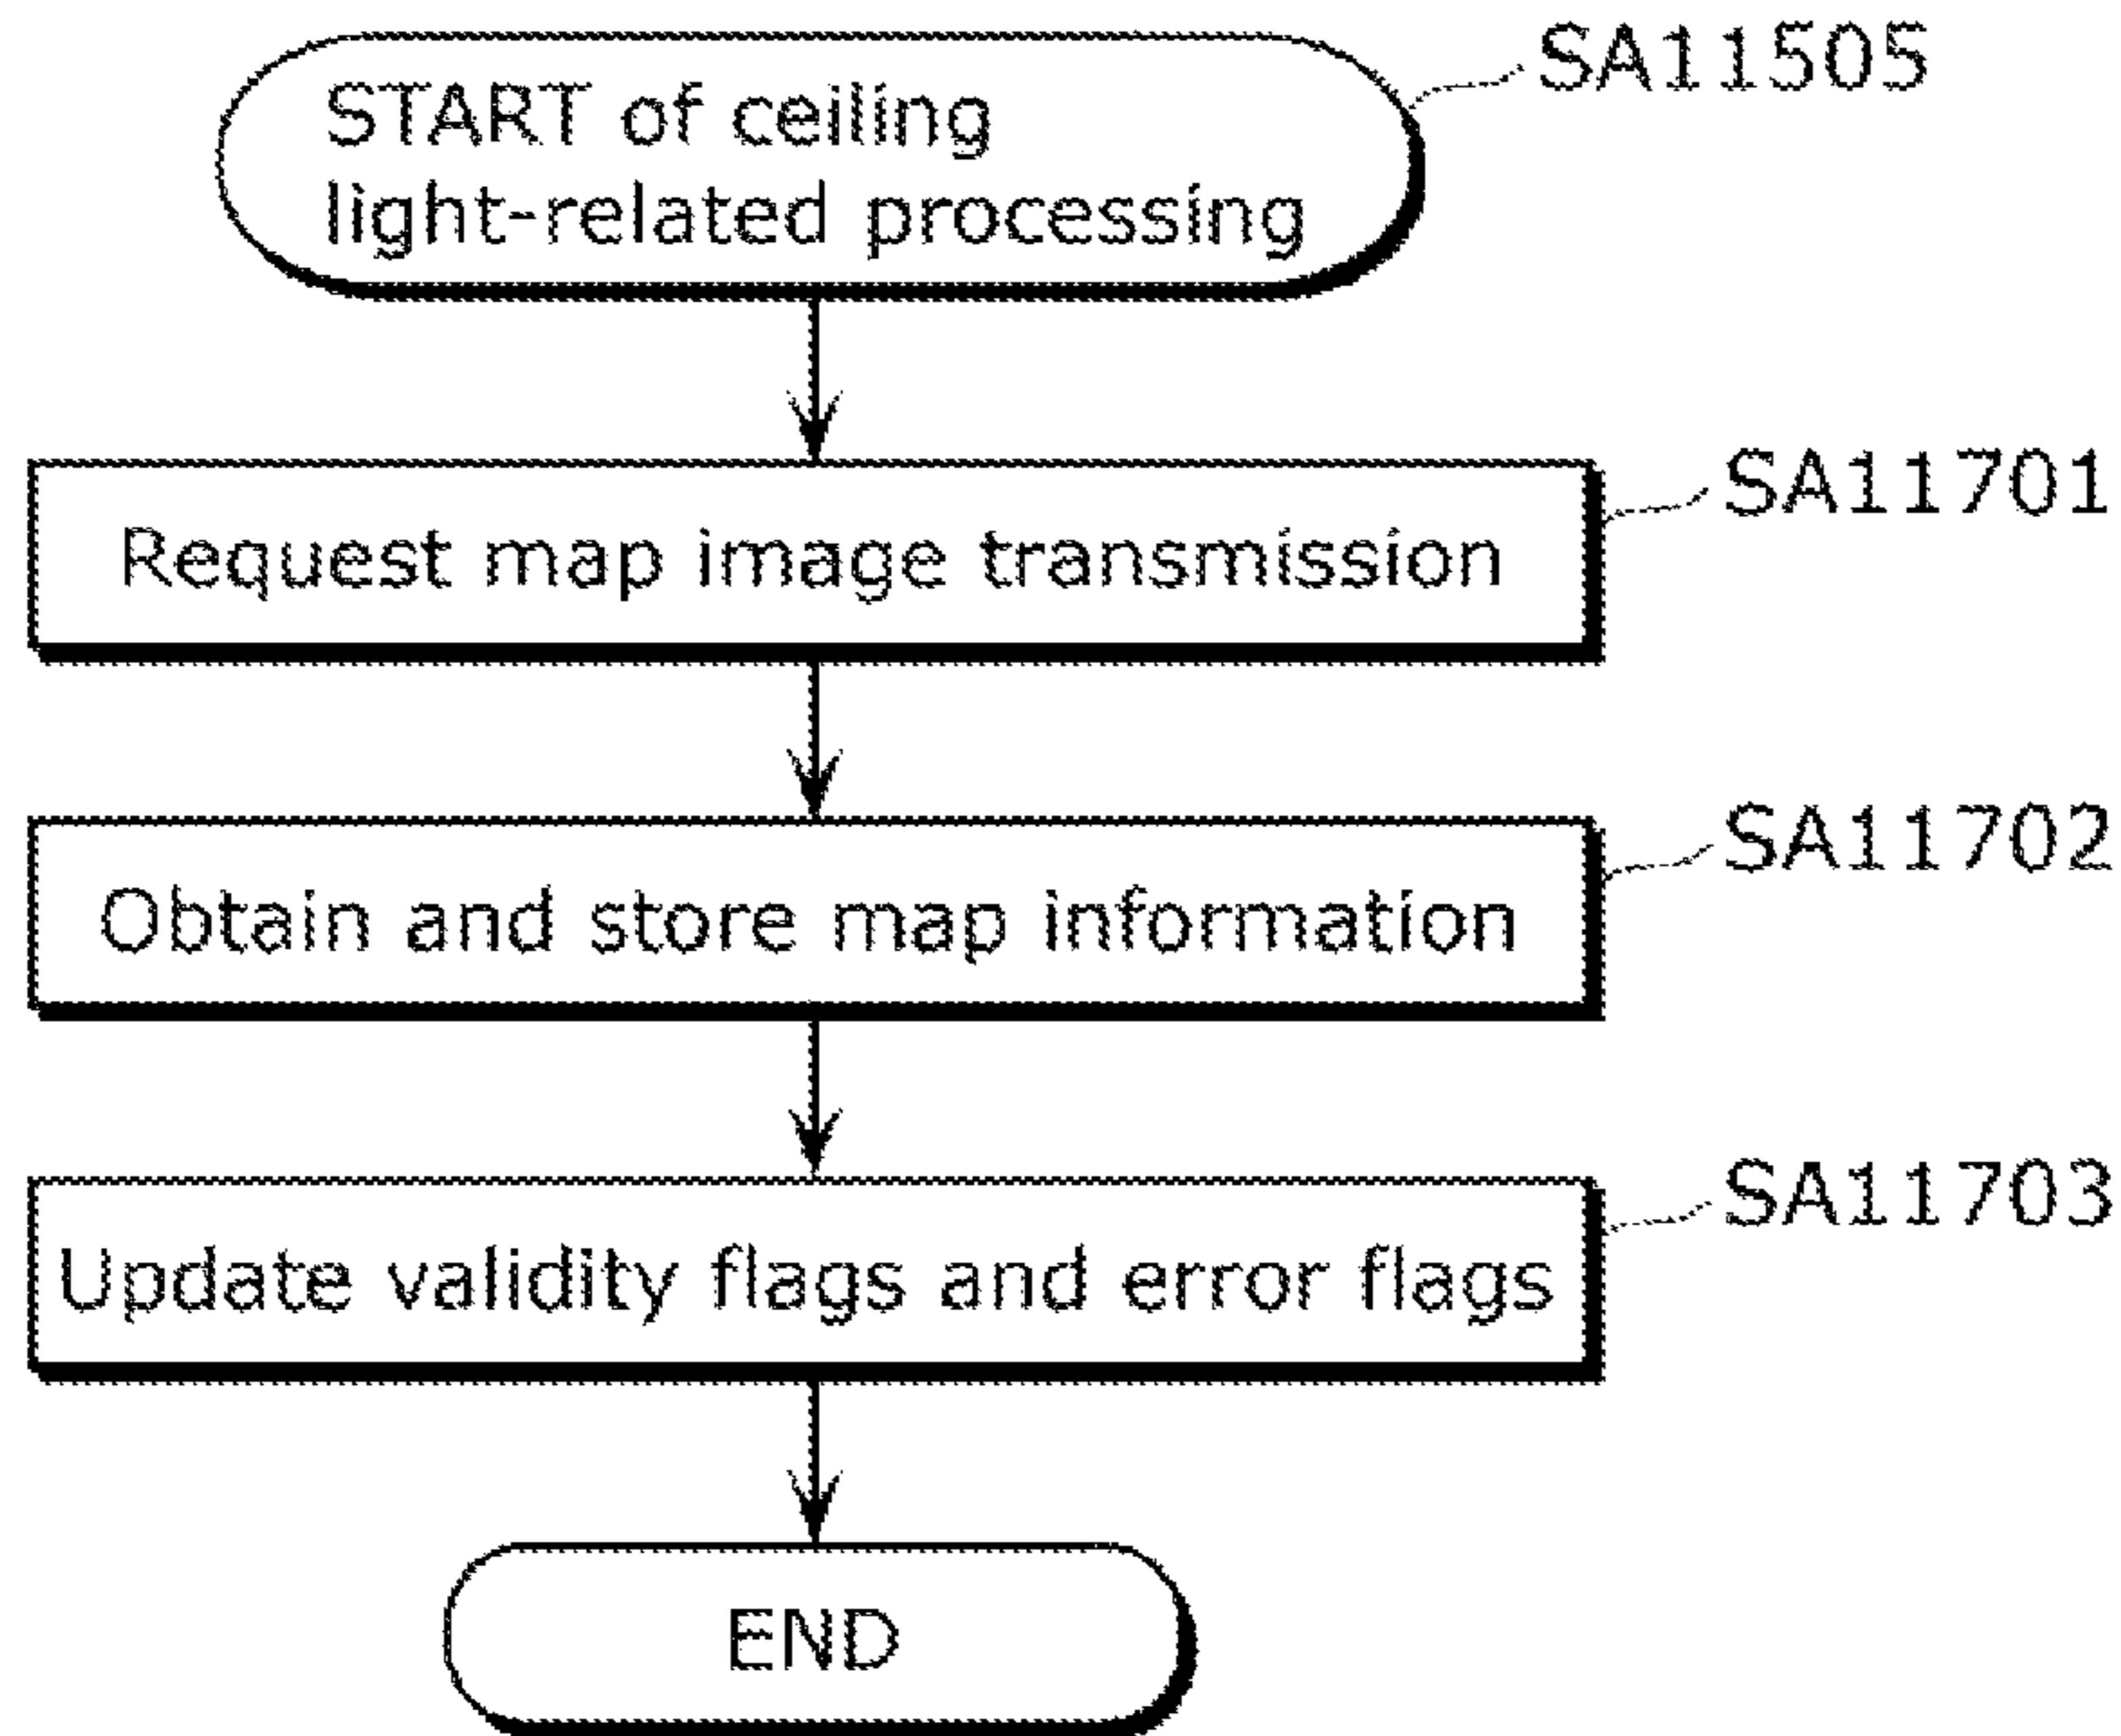 SA11505
START of ceiling
light-related processing
SA11701
Request map image transmission
SA11702
Obtain and store map information
SA11703
Update validity flags and error flags
END